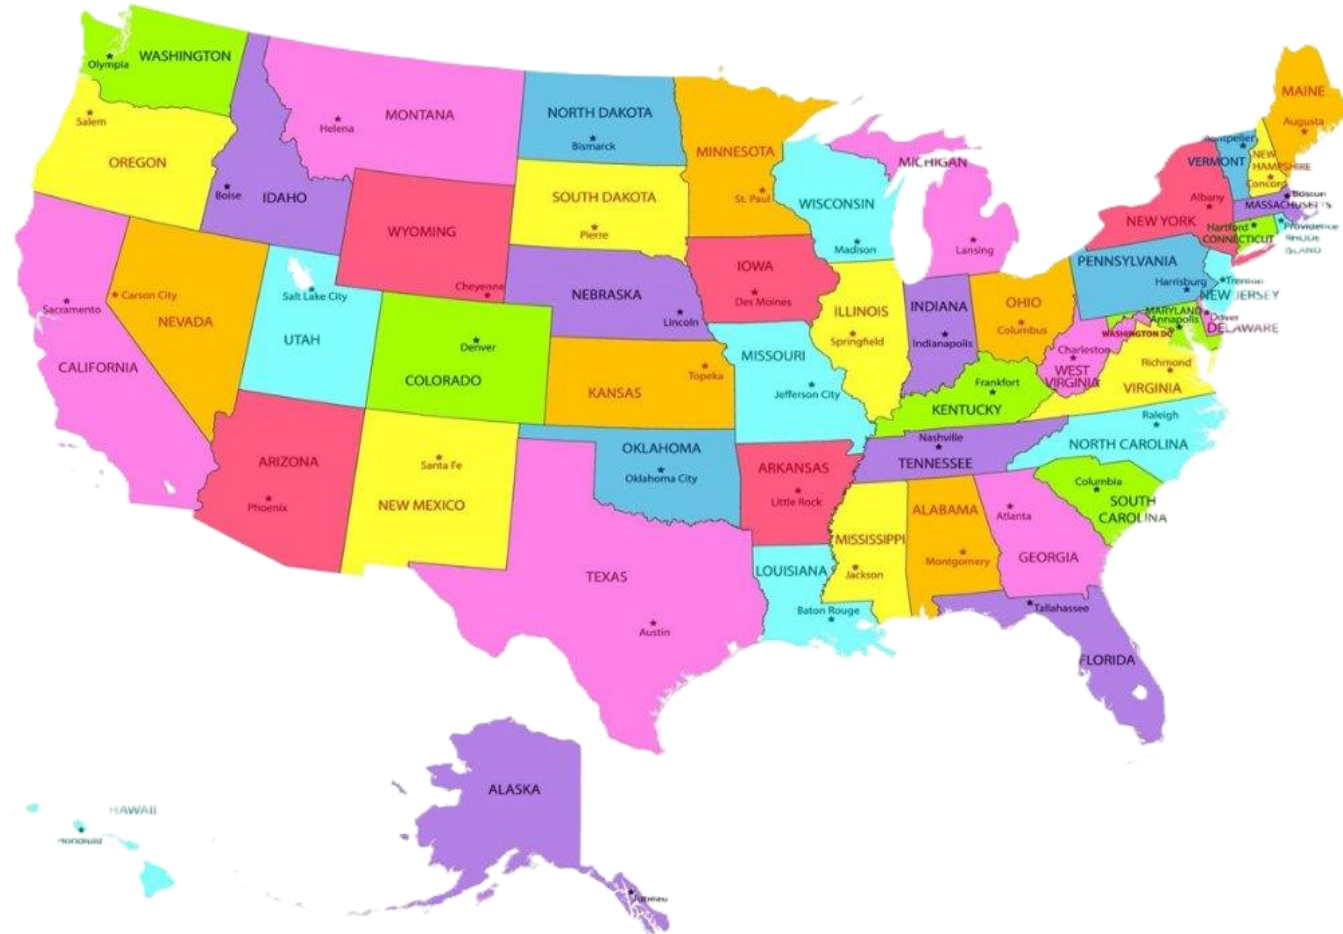 WASHINGTON
Olympia
Salem
OREGON
Boise
IDAHO
MONTANA
Helena
NORTH DAKOTA
Bismarck
MINNESOTA
St. Paul
SOUTH DAKOTA
Pierre
WYOMING
Cheyenne
WISCONSIN
Madison
MICHIGAN
Lansing
MAINE
Augusta
VERMONT
NEW
HAMPSHIRE
Concord
Boston
MASSACHUSETTS
Albany
NEW YORK
Hartford
CONNECTICUT
Providence
RHODE
ISLAND
PENNSYLVANIA
Harrisburg
Trenton
NEW JERSEY
MARYLAND
Annapolis
Dover
DELAWARE
WASHINGTON DC
Sacramento
CALIFORNIA
Carson City
NEVADA
Salt Lake City
UTAH
Denver
COLORADO
NEBRASKA
Lincoln
IOWA
Des Moines
ILLINOIS
Springfield
INDIANA
Indianapolis
OHIO
Columbus
Charleston
WEST
VIRGINIA
Richmond
VIRGINIA
Topeka
KANSAS
MISSOURI
Jefferson City
Frankfort
KENTUCKY
Raleigh
NORTH CAROLINA
Nashville
TENNESSEE
ARIZONA
Phoenix
Santa Fe
NEW MEXICO
OKLAHOMA
Oklahoma City
ARKANSAS
Little Rock
Columbia
SOUTH
CAROLINA
ALABAMA
Montgomery
Atlanta
GEORGIA
MISSISSIPPI
Jackson
TEXAS
Austin
LOUISIANA
Baton Rouge
Tallahassee
FLORIDA
ALASKA
Juneau
HAWAII
Honolulu